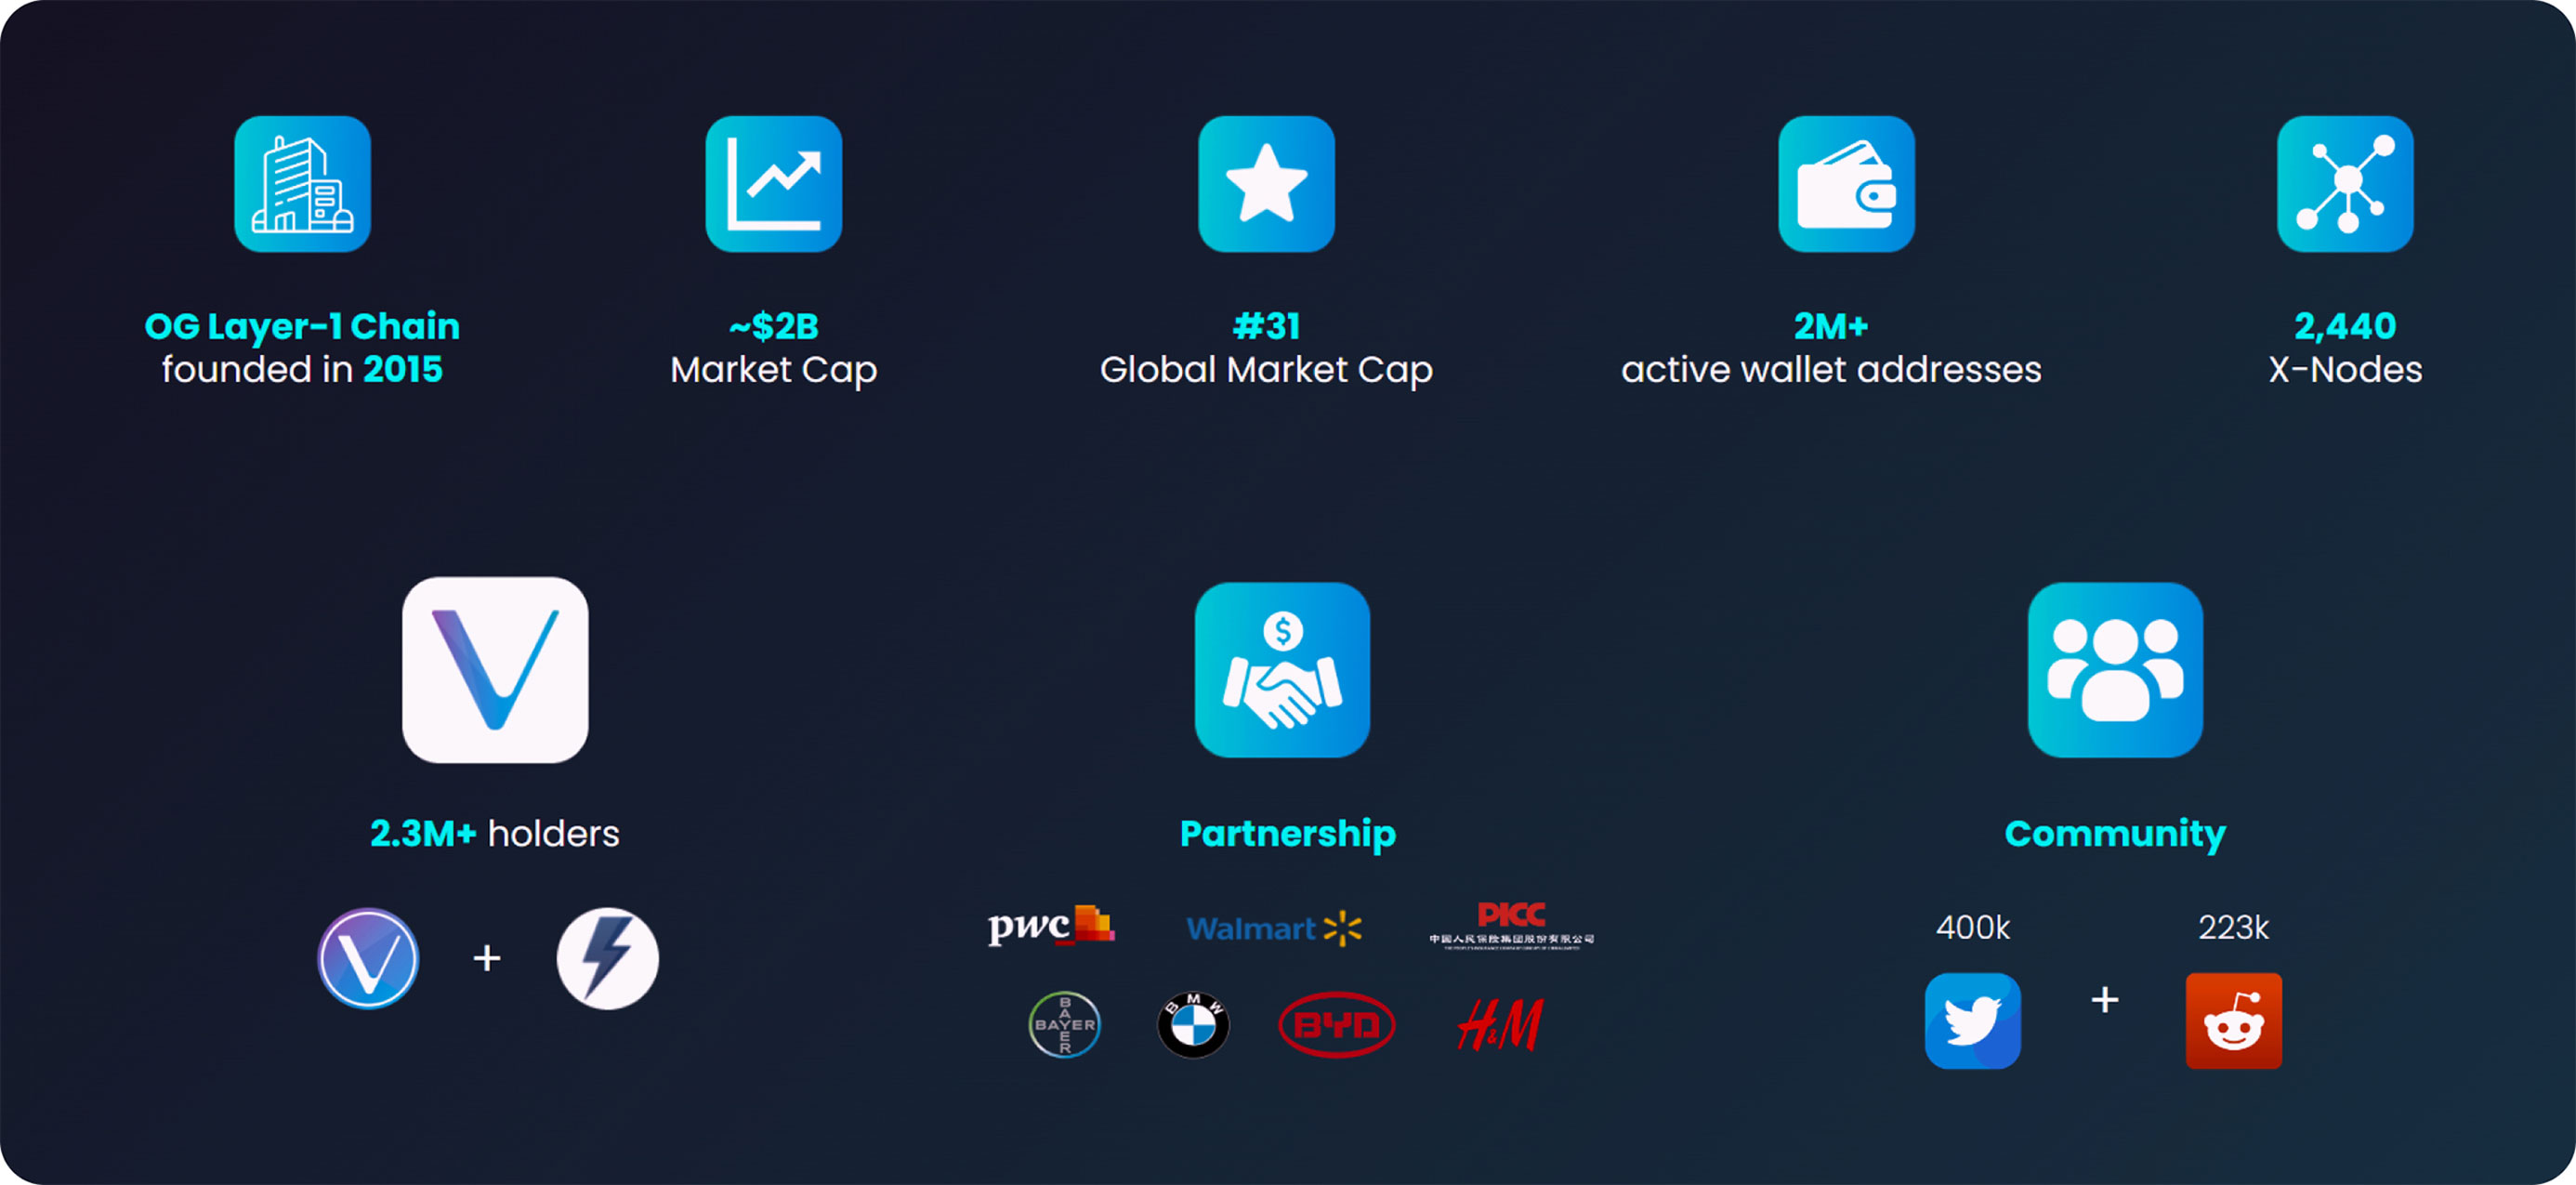 OG Layer-1 Chain
founded in 2015
~$2B
Market Cap
#31
Global Market Cap
2M+
active wallet addresses
2,440
X-Nodes
2.3M+ holders
Partnership
pwc
Walmart
PICC
中国人民保险集团股份有限公司
BAYER
BAYER
BMW
BYD
H&M
Community
400k
223k